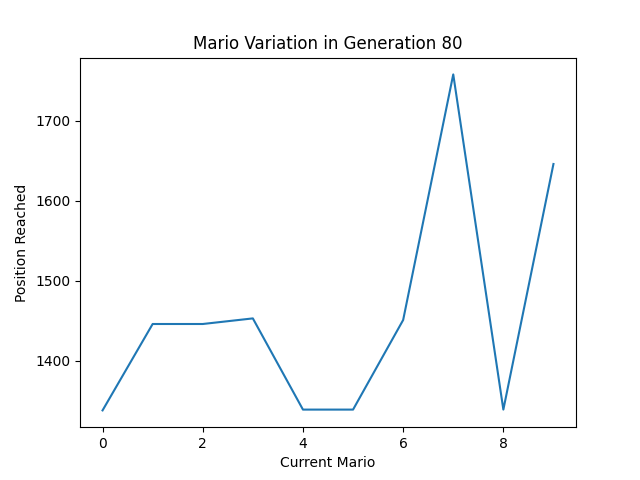 Mario Variation in Generation 80
1700
1600
1500
1400
Position Reached
0 2 4 6 8
Current Mario